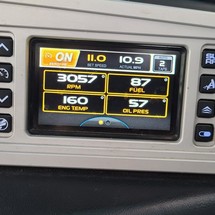 ON 11.0 10.9 2
SET SPEED ACTUAL MPH
3057 87
RPM FUEL
160 57
ENG TEMP OIL PRES